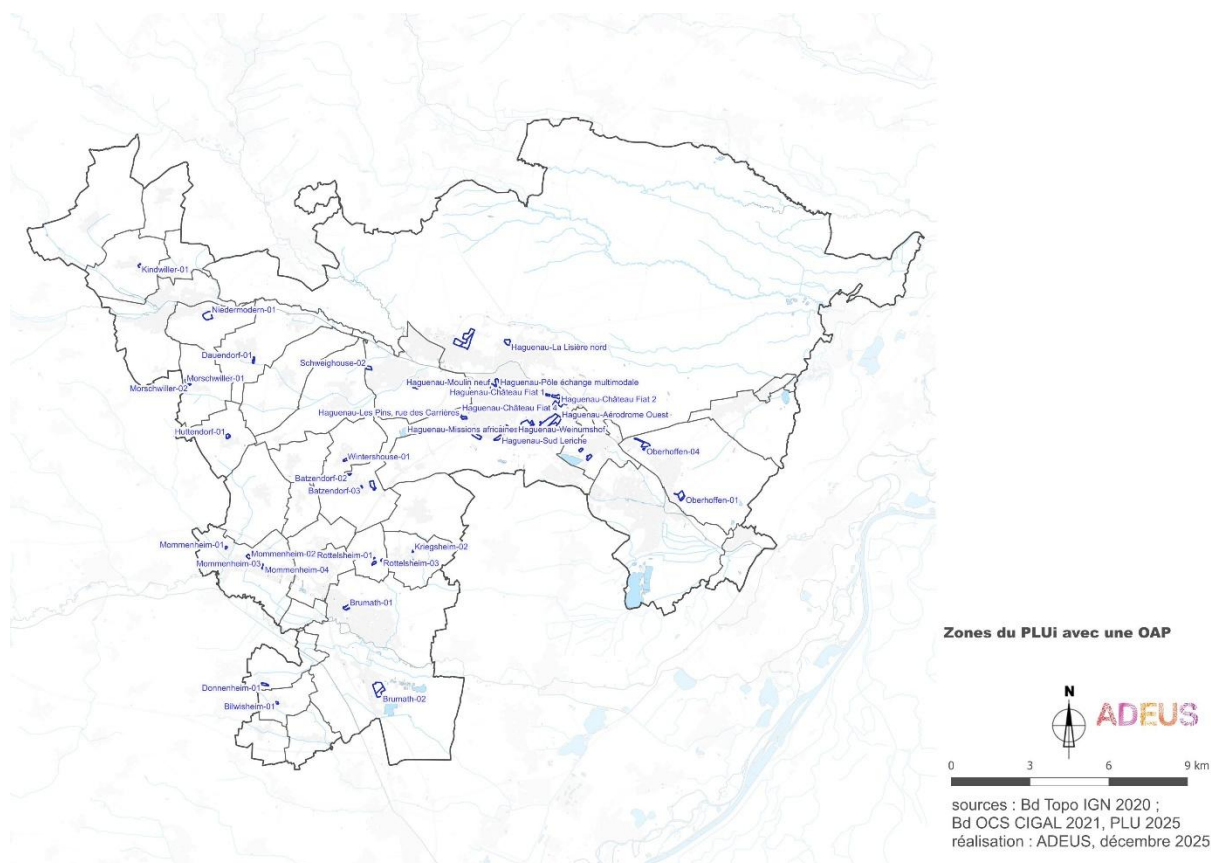 Kindwiller-01
Niedermodern-01
Haguenau-La Lisière nord
Dauendorf-01
Schweighouse-02
Morschwiller-01
Morschwiller-02
Haguenau-Moulin neuf
Haguenau-Pôle échange multimodale
Haguenau-Château Fiat 1
Haguenau-Château Fiat 2
Haguenau-Château Fiat 4
Haguenau-Les Pins, rue des Carrières
Haguenau-Aérodrome Ouest
Haguenau-Missions africaines
Haguenau-Weinumshof
Huttendorf-01
Haguenau-Sud Leriche
Oberhoffen-04
Wintershouse-01
Batzendorf-02
Batzendorf-03
Oberhoffen-01
Mommenheim-01
Mommenheim-02
Mommenheim-03
Mommenheim-04
Rottelsheim-01
Kriegsheim-02
Rottelsheim-03
Brumath-01
Donnenheim-01
Brumath-02
Bilwisheim-01
Zones du PLUi avec une OAP
N
ADEUS
0 3 6 9 km
sources : Bd Topo IGN 2020 ;
Bd OCS CIGAL 2021, PLU 2025
réalisation : ADEUS, décembre 2025